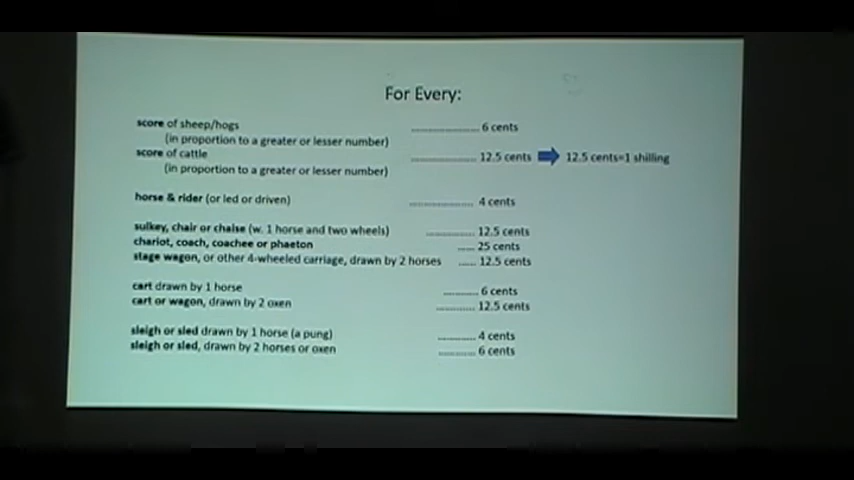 For Every:
score of sheep/hogs ........................ 6 cents
(in proportion to a greater or lesser number)
score of cattle ....................... 12.5 cents 12.5 cents=1 shilling
(in proportion to a greater or lesser number)
horse & rider (or led or driven) ....................... 4 cents
sulkey, chair or chaise (w. 1 horse and two wheels) ................. 12.5 cents
chariot, coach, coachee or phaeton ...... 25 cents
stage wagon, or other 4-wheeled carriage, drawn by 2 horses ...... 12.5 cents
cart drawn by 1 horse ............ 6 cents
cart or wagon, drawn by 2 oxen ............. 12.5 cents
sleigh or sled drawn by 1 horse (a pung) ............. 4 cents
sleigh or sled, drawn by 2 horses or oxen ............. 6 cents